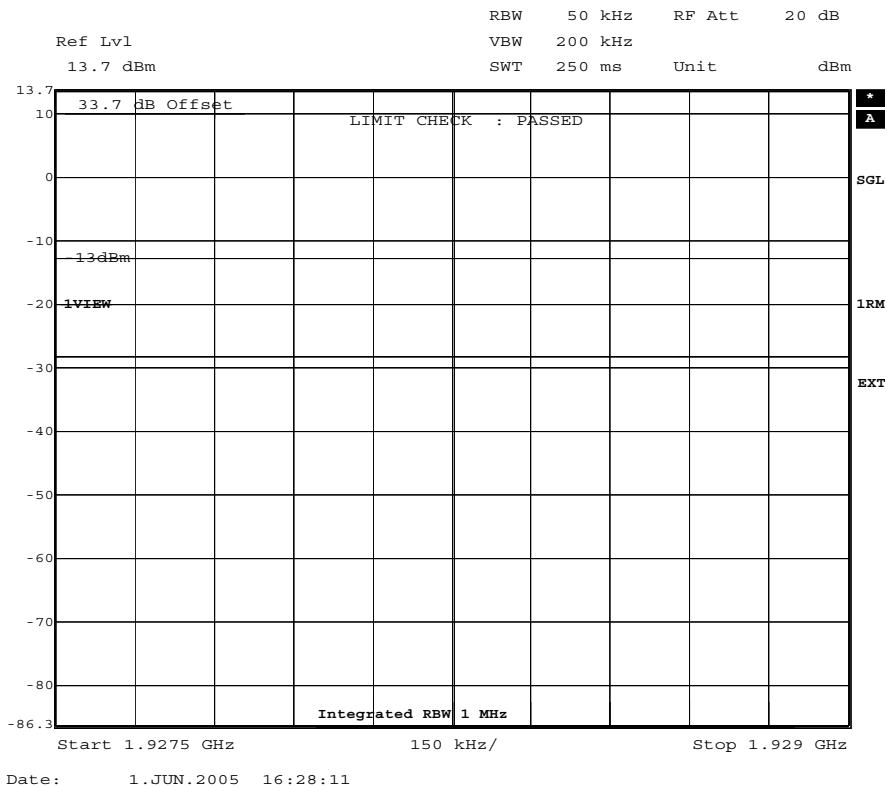 RBW 50 kHz RF Att 20 dB
Ref Lvl VBW 200 kHz
13.7 dBm SWT 250 ms Unit dBm
13.7
33.7 dB Offset
*
10
LIMIT CHECK : PASSED
A
0
SGL
-10
-13dBm
-20
1VIEW
1RM
-30
EXT
-40
-50
-60
-70
-80
Integrated RBW 1 MHz
-86.3
Start 1.9275 GHz 150 kHz/ Stop 1.929 GHz
Date: 1.JUN.2005 16:28:11